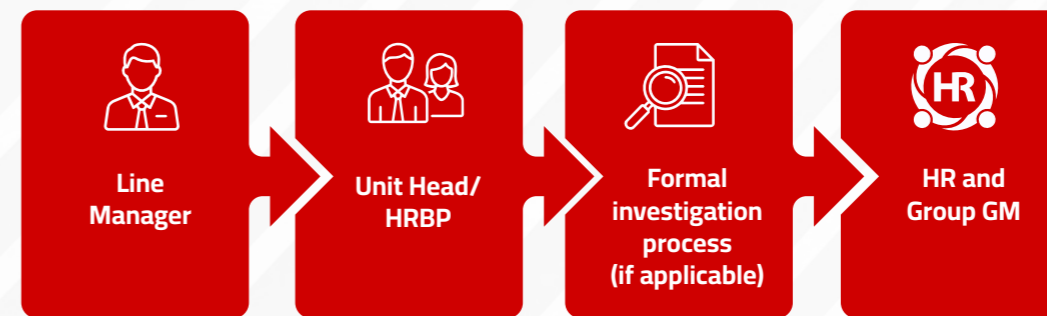 Line
Manager
Unit Head/
HRBP
Formal
investigation
process
(if applicable)
HR
HR and
Group GM